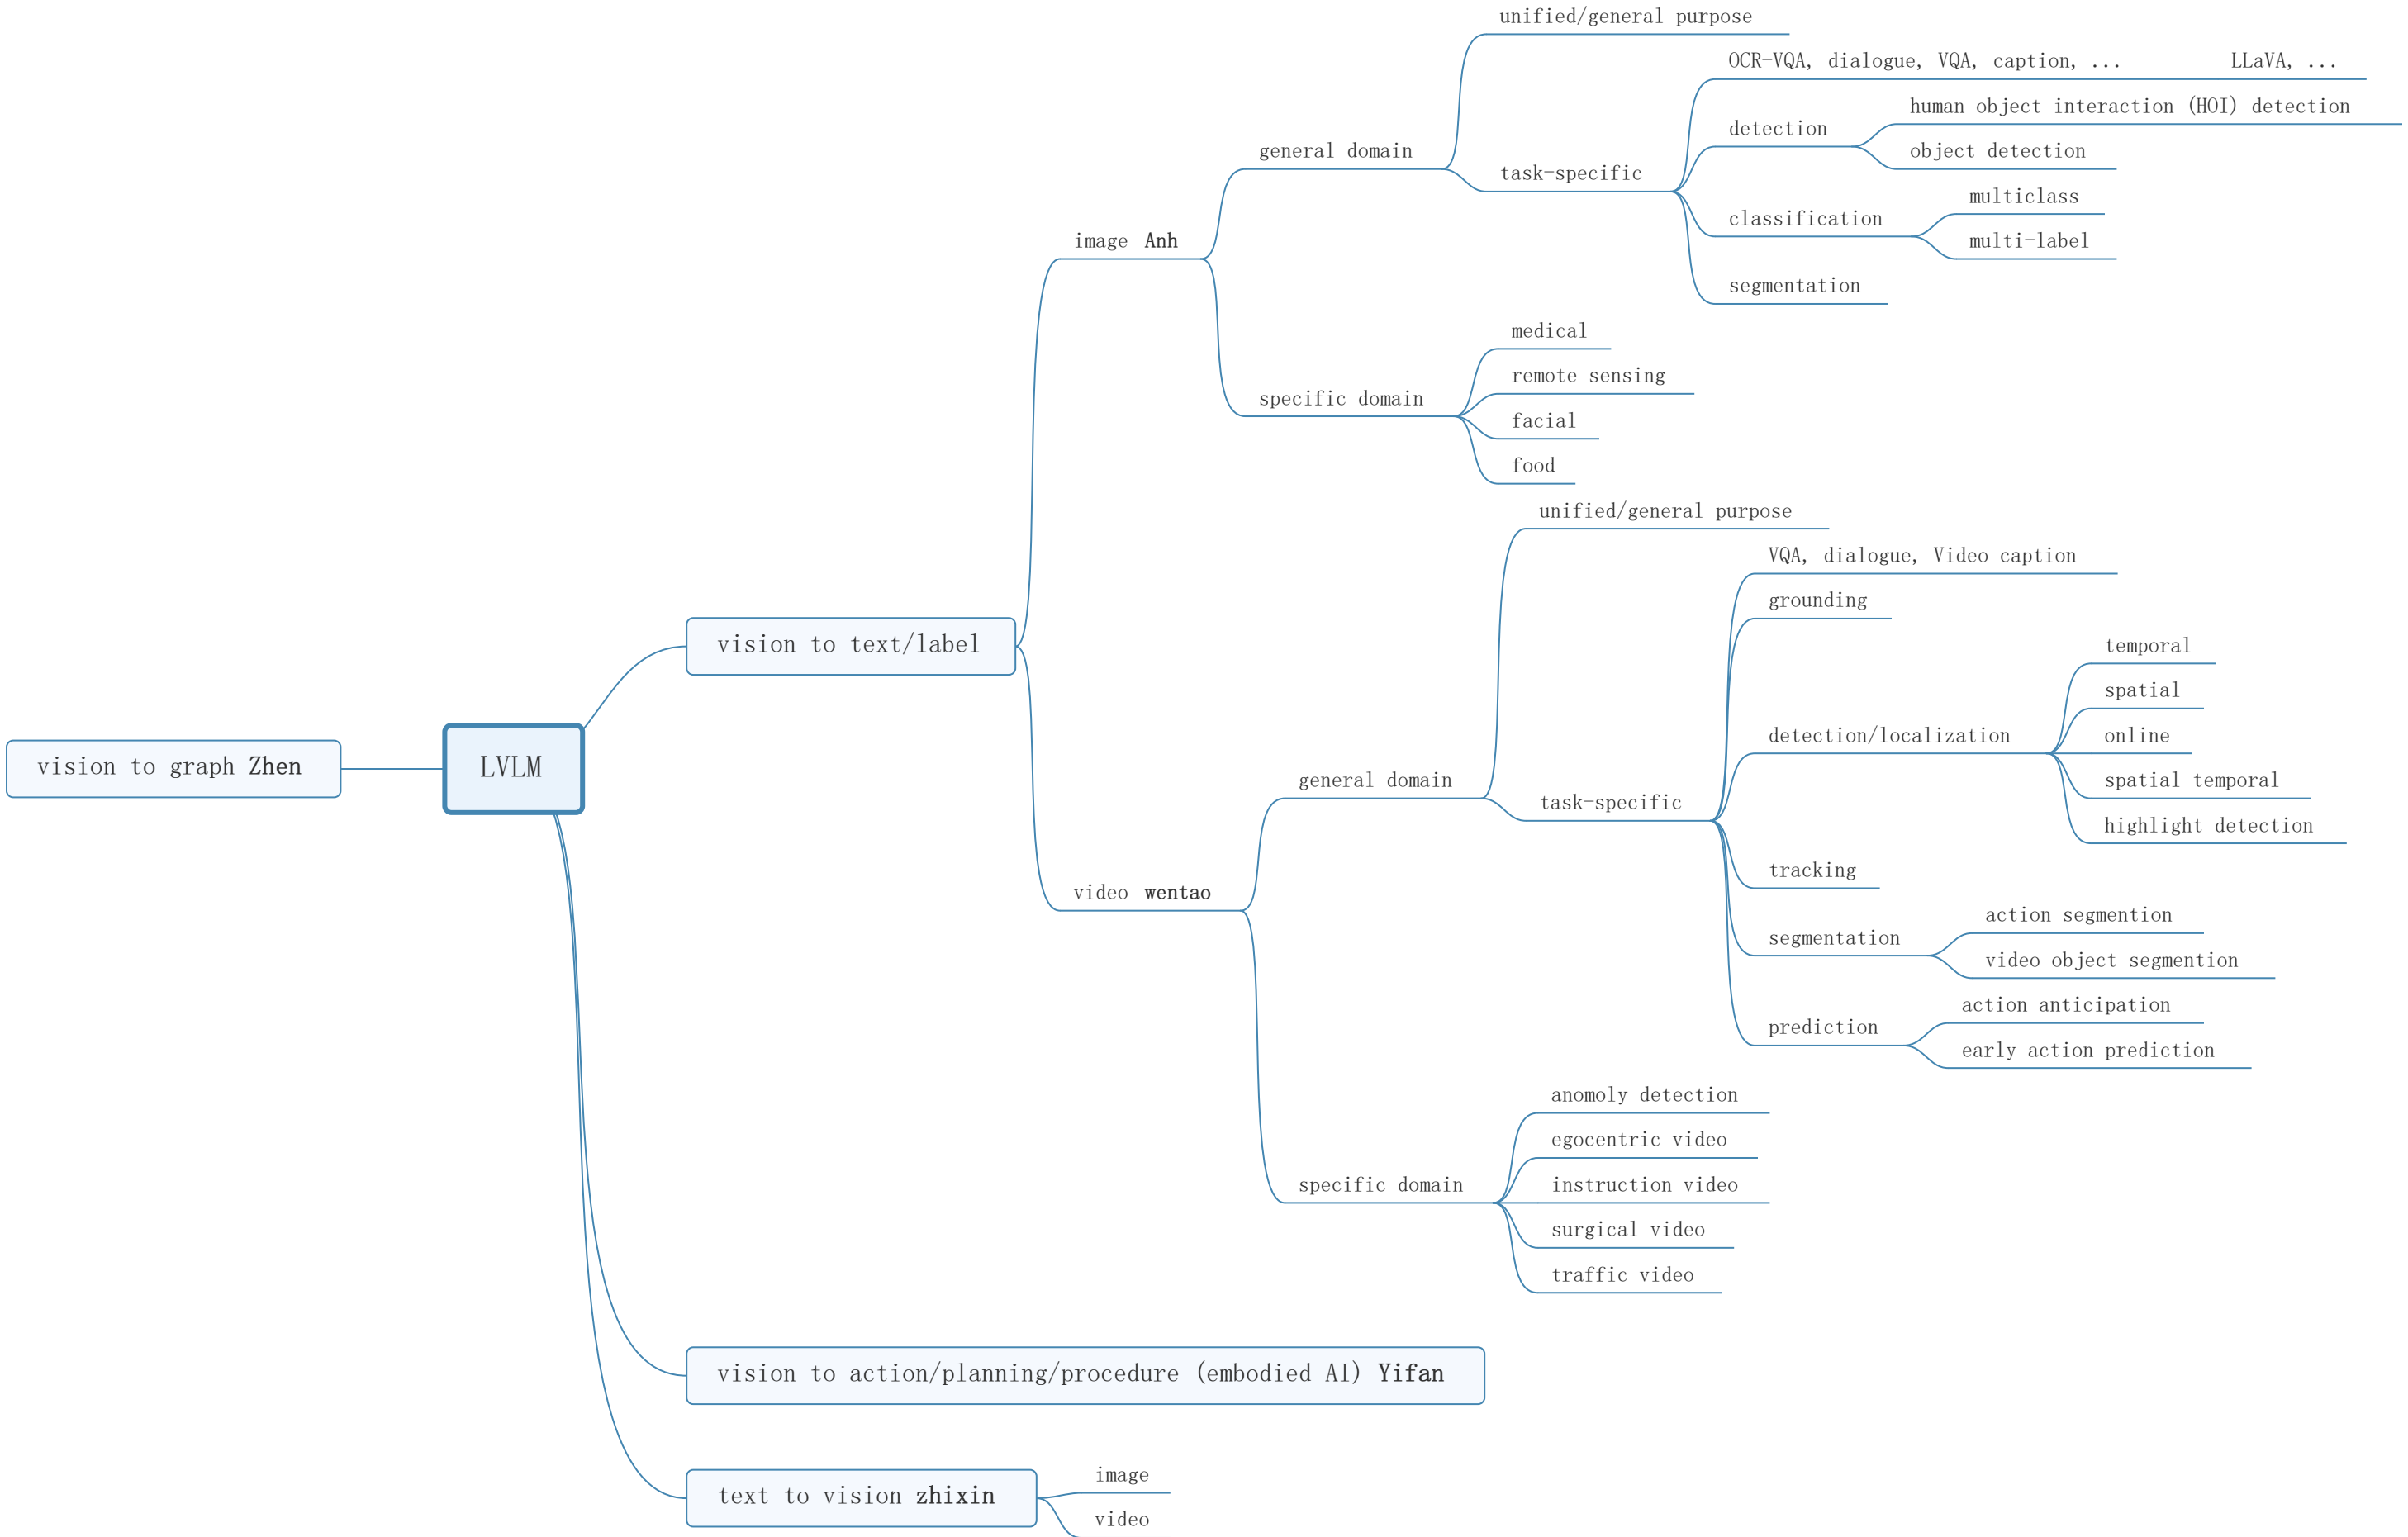 unified/general purpose
OCR-VQA, dialogue, VQA, caption, ... LLaVA, ...
human object interaction (HOI) detection
detection
object detection
general domain
task-specific
multiclass
classification
multi-label
image Anh
segmentation
medical
remote sensing
specific domain
facial
food
unified/general purpose
VQA, dialogue, Video caption
grounding
vision to text/label
temporal
spatial
detection/localization
online
vision to graph Zhen
LVLM
general domain
spatial temporal
task-specific
highlight detection
tracking
video wentao
action segmention
segmentation
video object segmention
action anticipation
prediction
early action prediction
anomoly detection
egocentric video
specific domain
instruction video
surgical video
traffic video
vision to action/planning/procedure (embodied AI) Yifan
image
text to vision zhixin
video